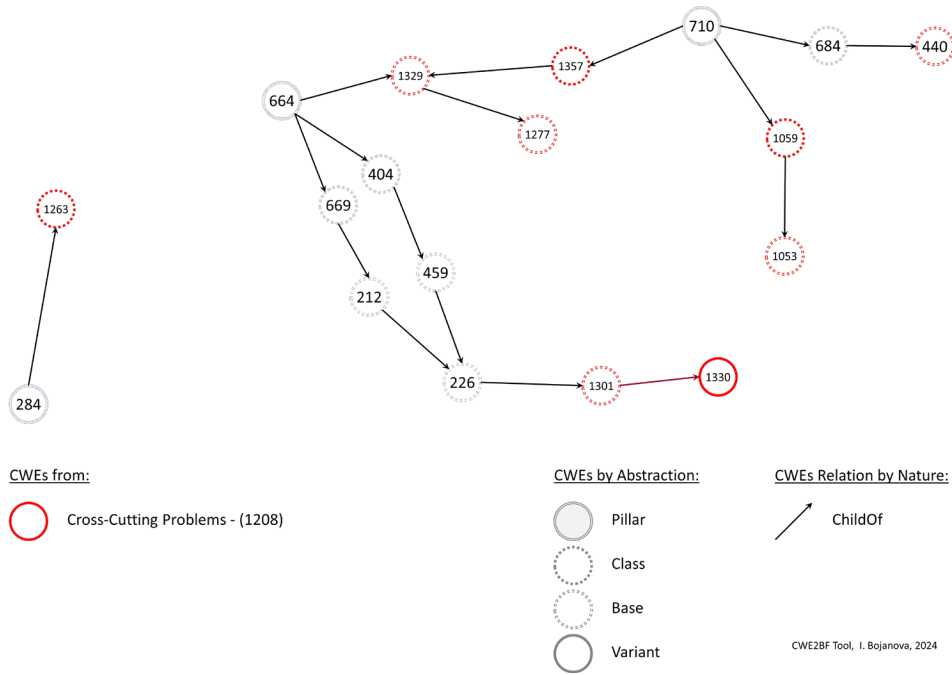 710
684
440
1357
1329
664
1277
1059
404
669
1263
1053
459
212
226
1301
1330
284
CWEs from:
Cross-Cutting Problems - (1208)
CWEs by Abstraction:
Pillar
Class
Base
Variant
CWEs Relation by Nature:
ChildOf
CWE2BF Tool, I. Bojanova, 2024